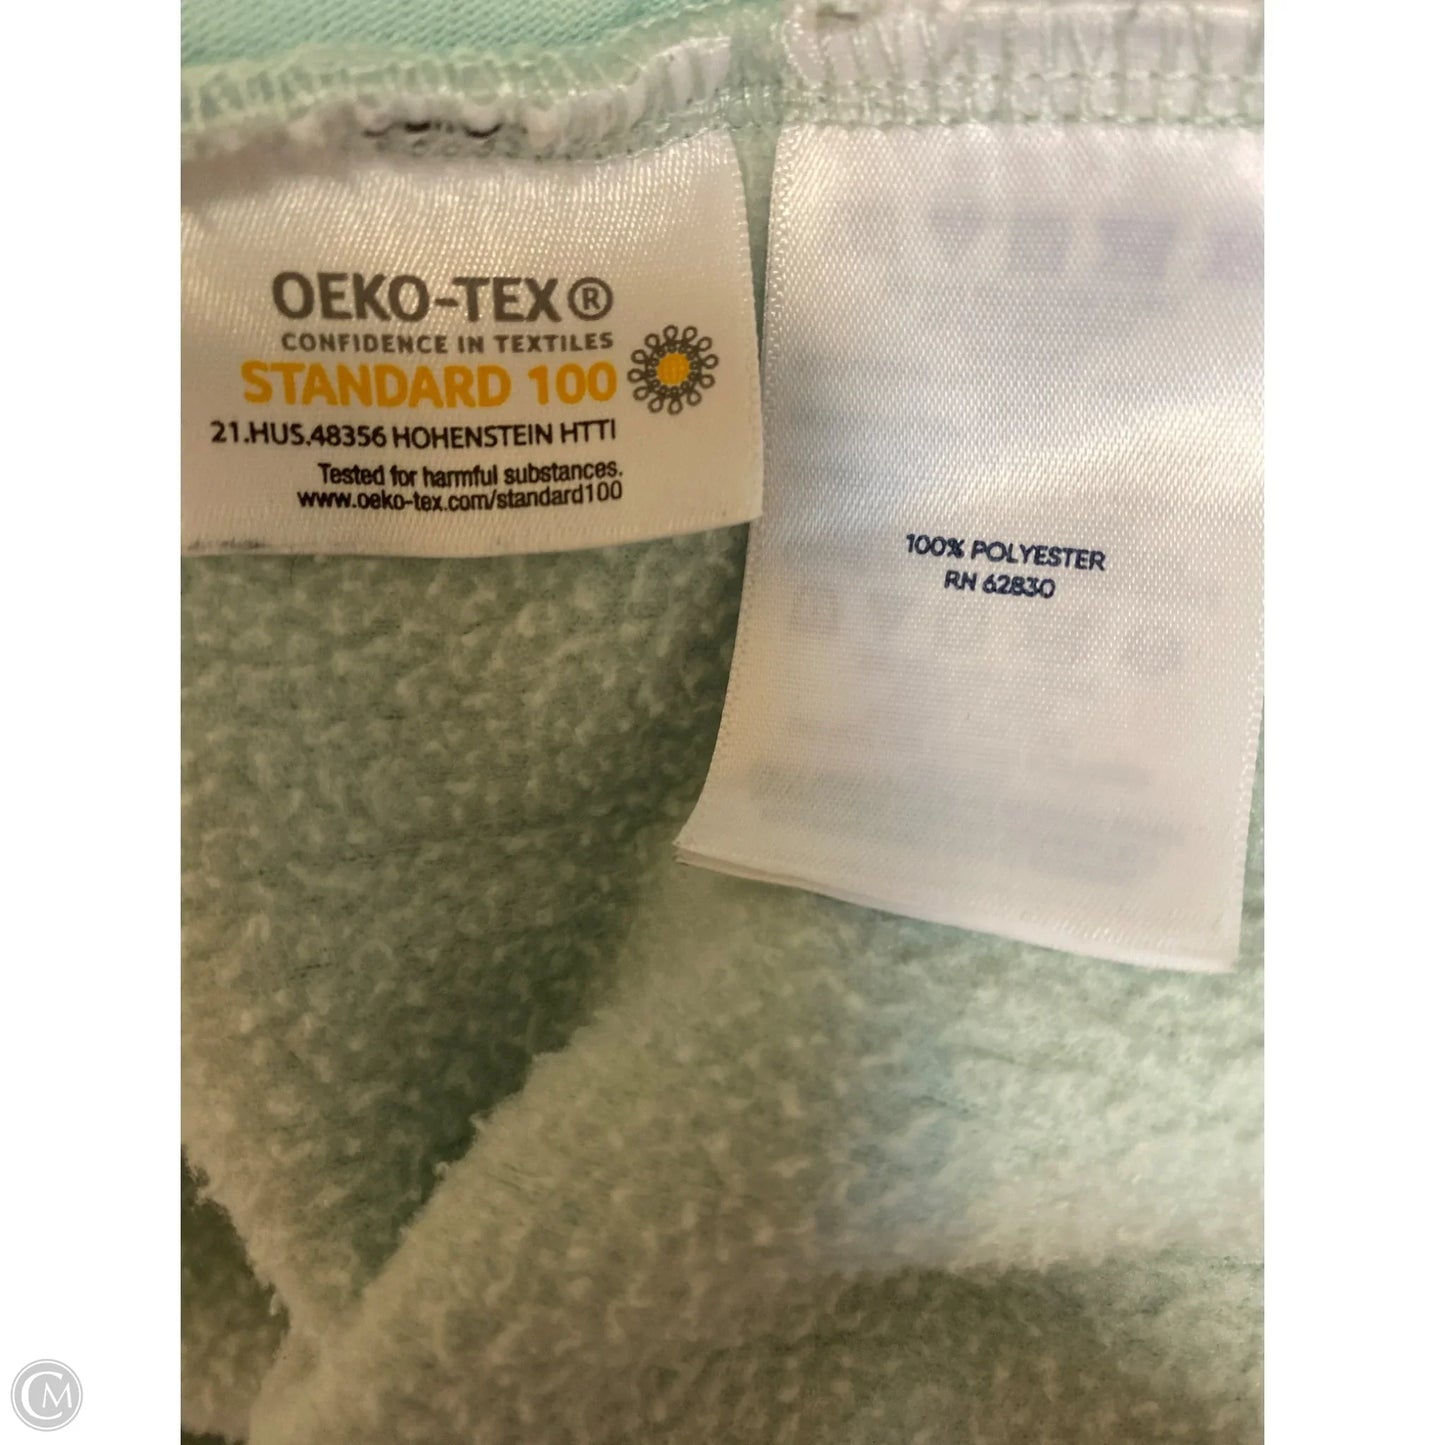 OEKO-TEX®
CONFIDENCE IN TEXTILES
STANDARD 100
21.HUS.48356 HOHENSTEIN HTTI
Tested for harmful substances.
www.oeko-tex.com/standard100
100% POLYESTER
RN 62830
CM